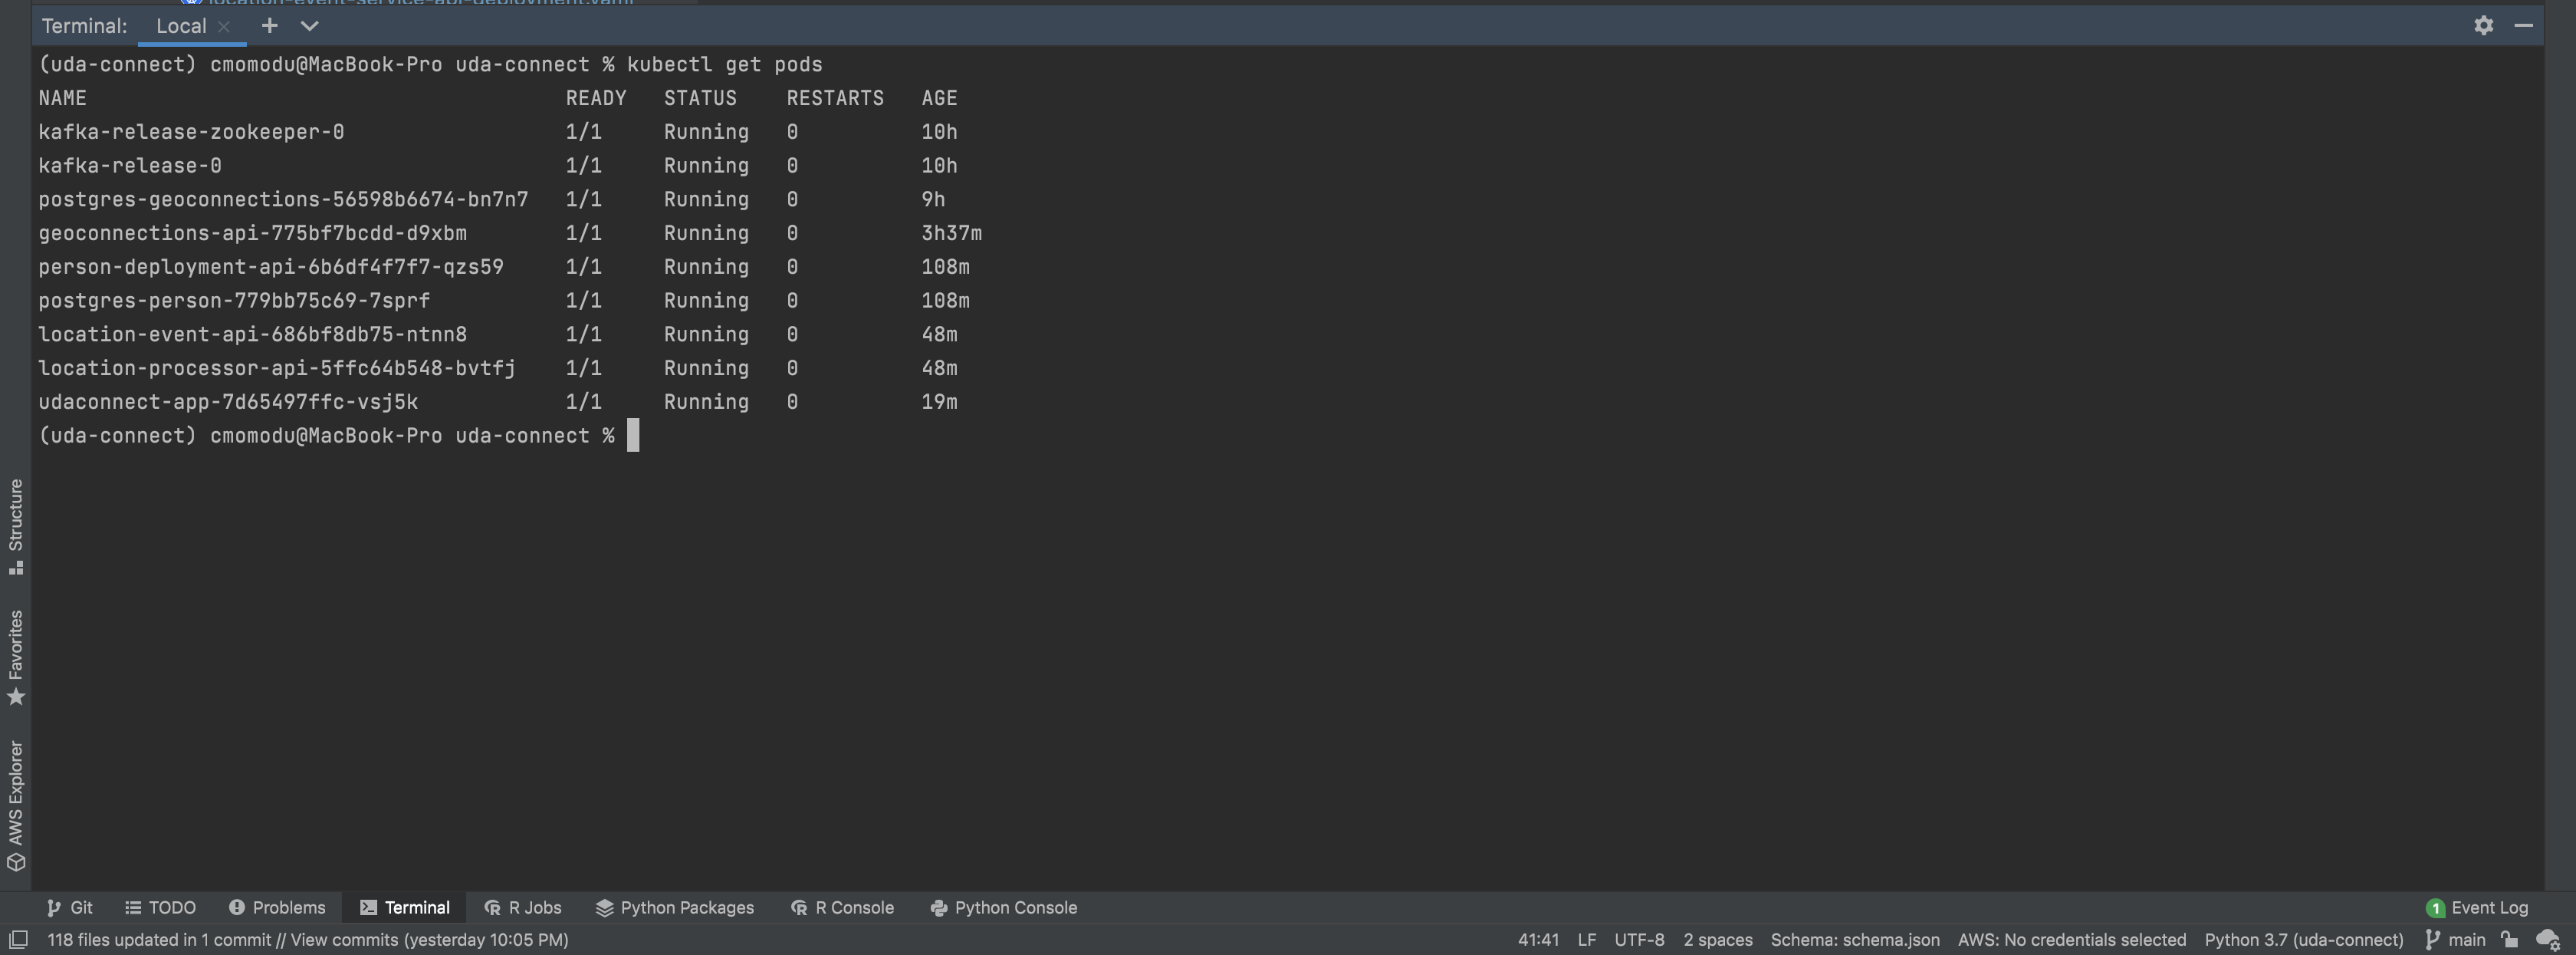 location-event-service-api-deployment.yaml
Terminal: Local
(uda-connect) cmomodu@MacBook-Pro uda-connect % kubectl get pods
NAME READY STATUS RESTARTS AGE
kafka-release-zookeeper-0 1/1 Running 0 10h
kafka-release-0 1/1 Running 0 10h
postgres-geoconnections-56598b6674-bn7n7 1/1 Running 0 9h
geoconnections-api-775bf7bcdd-d9xbm 1/1 Running 0 3h37m
person-deployment-api-6b6df4f7f7-qzs59 1/1 Running 0 108m
postgres-person-779bb75c69-7sprf 1/1 Running 0 108m
location-event-api-686bf8db75-ntnn8 1/1 Running 0 48m
location-processor-api-5ffc64b548-bvtfj 1/1 Running 0 48m
udaconnect-app-7d65497ffc-vsj5k 1/1 Running 0 19m
(uda-connect) cmomodu@MacBook-Pro uda-connect %
Structure
Favorites
AWS Explorer
Git TODO Problems Terminal R Jobs Python Packages R Console Python Console 1 Event Log
118 files updated in 1 commit // View commits (yesterday 10:05 PM) 41:41 LF UTF-8 2 spaces Schema: schema.json AWS: No credentials selected Python 3.7 (uda-connect) main